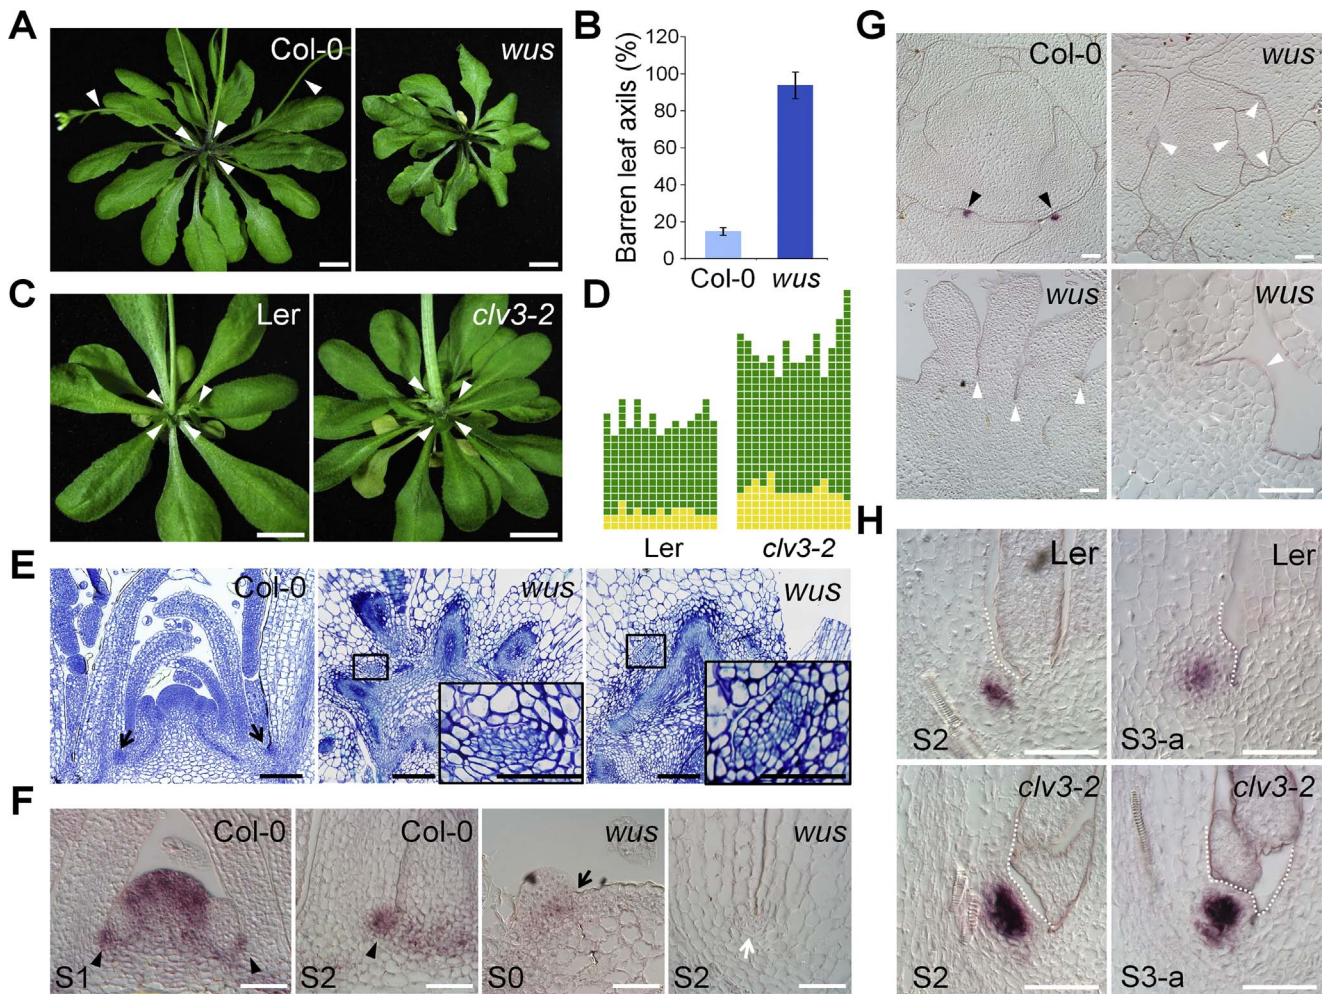 A
Col-0
wus
B
Barren leaf axils (%)
120
100
80
60
40
20
0
Col-0
wus
C
Ler
clv3-2
D
Ler
clv3-2
E
Col-0
wus
wus
F
Col-0
S1
Col-0
S2
wus
S0
wus
S2
G
Col-0
wus
wus
wus
H
Ler
S2
Ler
S3-a
clv3-2
S2
clv3-2
S3-a